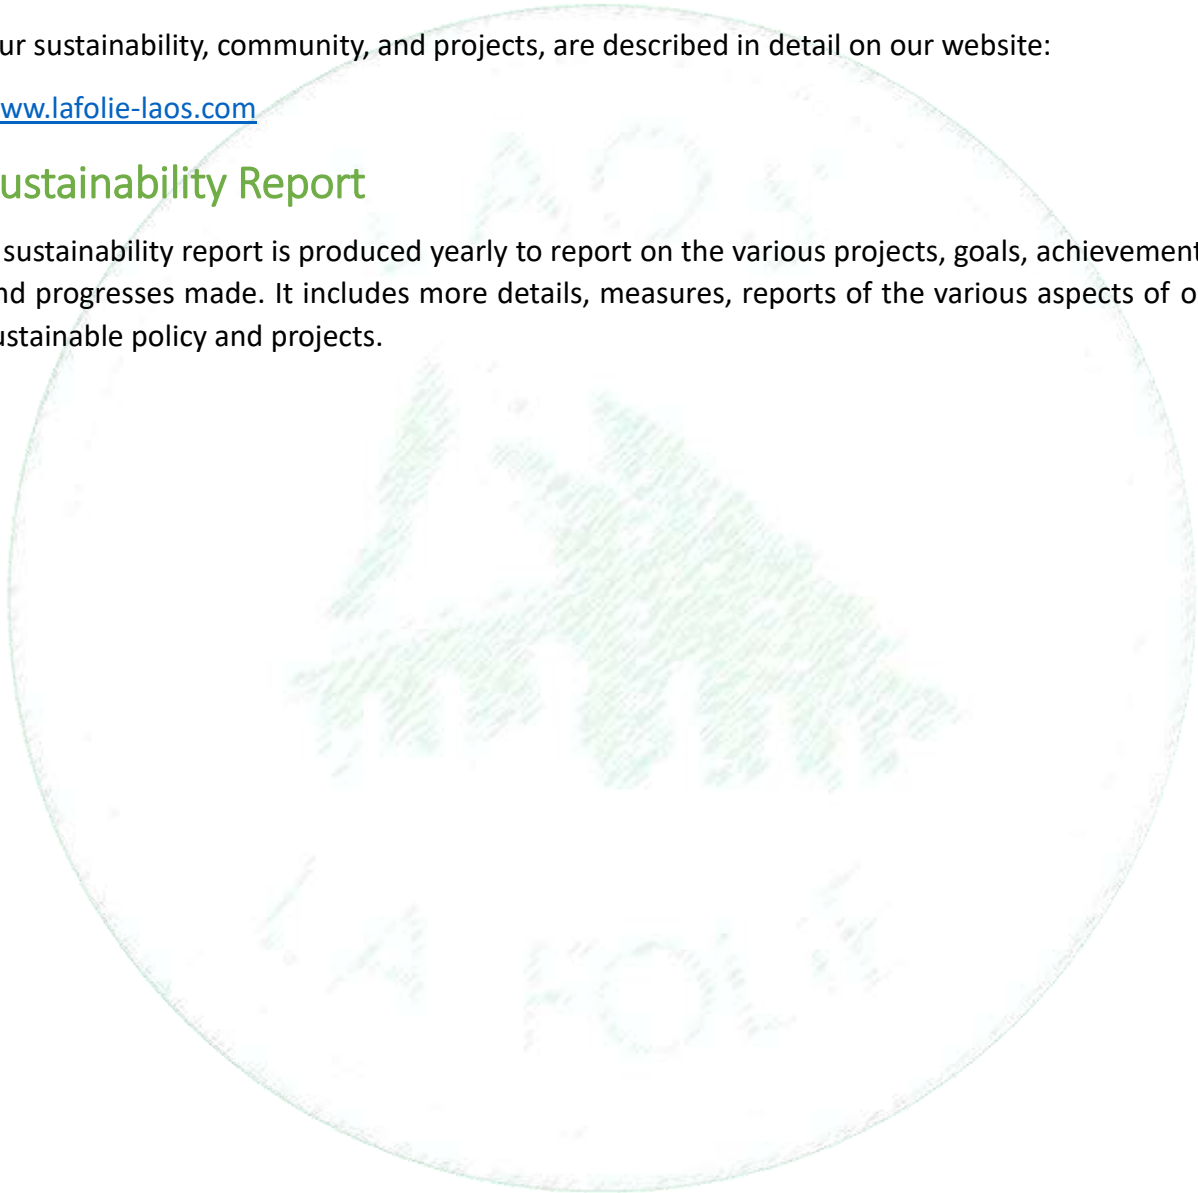 ur sustainability, community, and projects, are described in detail on our website:
ww.lafolie-laos.com
ustainability Report
sustainability report is produced yearly to report on the various projects, goals, achievement
nd progresses made. It includes more details, measures, reports of the various aspects of o
ustainable policy and projects.
LAOS
LA FOLIE